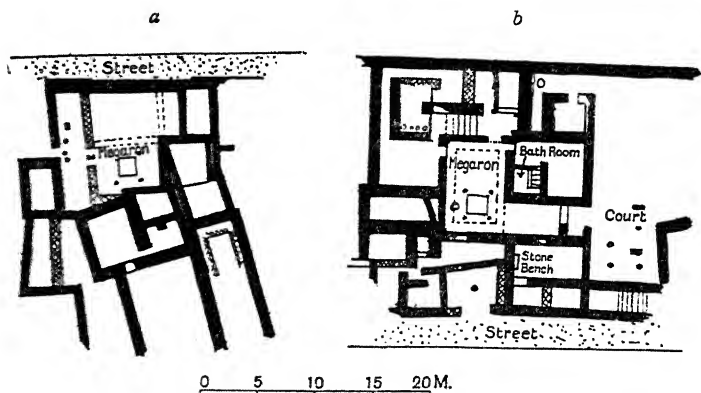 a
b
Street
Megaron
Megaron
Bath Room
Court
Stone
Bench
Street
0 5 10 15 20 M.